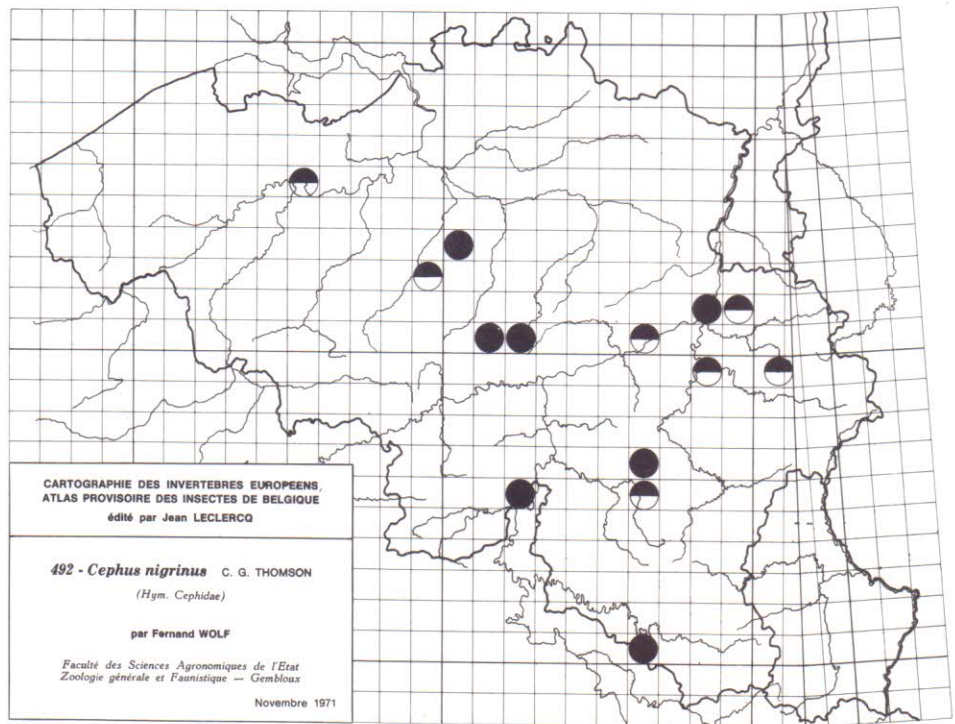 CARTOGRAPHIE DES INVERTEBRES EUROPEENS,
ATLAS PROVISOIRE DES INSECTES DE BELGIQUE
édité par Jean LECLERCQ
492 - Cephus nigrinus C. G. THOMSON
(Hym. Cephidae)
par Fernand WOLF
Faculté des Sciences Agronomiques de l'Etat
Zoologie générale et Faunistique — Gembloux
Novembre 1971